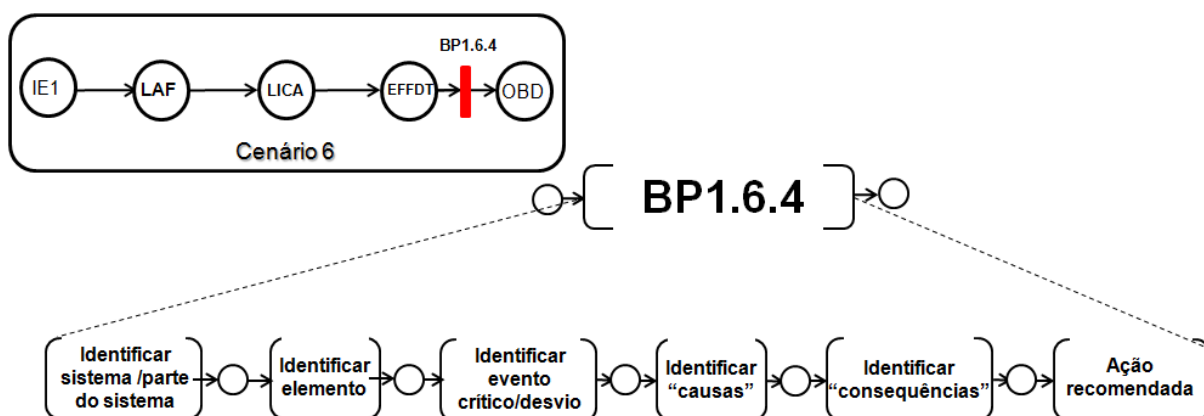 BP1.6.4
IE1
LAF
LICA
EFFDT
OBD
Cenário 6
BP1.6.4
Identificar
sistema /parte
do sistema
Identificar
elemento
Identificar
evento
crítico/desvio
Identificar
“causas”
Identificar
“consequências”
Ação
recomendada